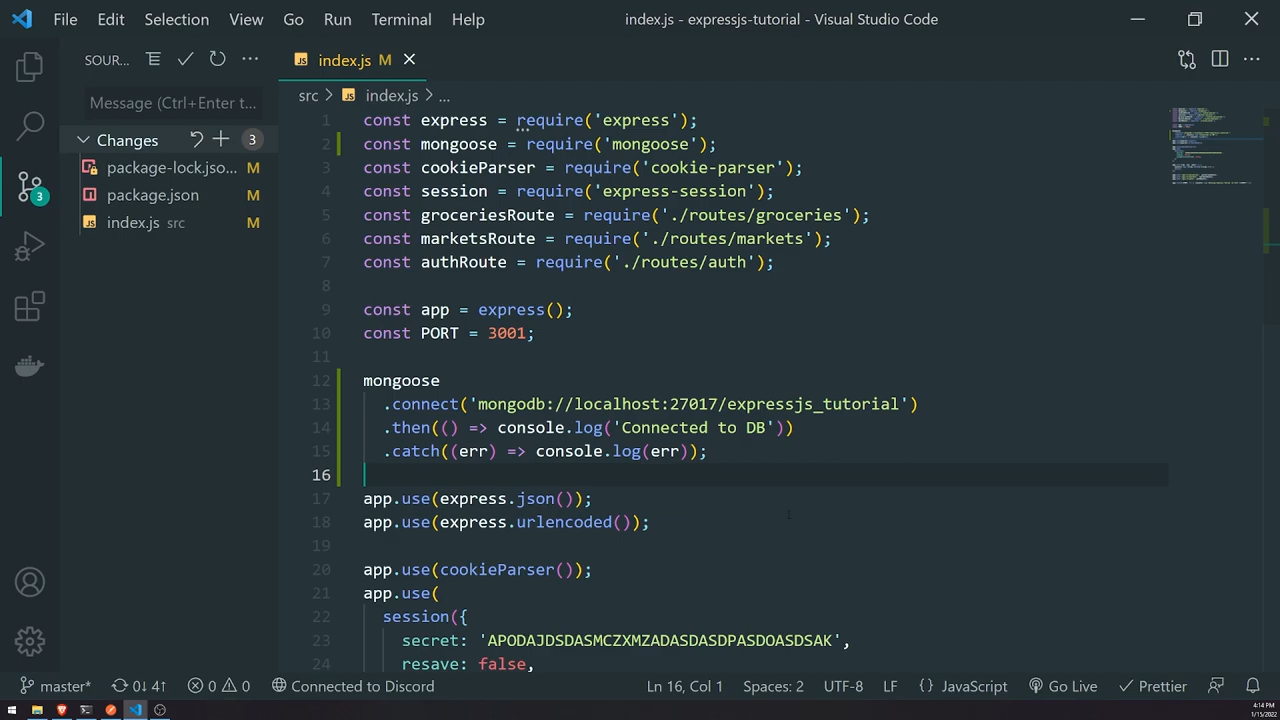 File Edit Selection View Go Run Terminal Help
index.js - expressjs-tutorial - Visual Studio Code
SOUR...
index.js M
src > index.js > ...
Message (Ctrl+Enter t...
Changes 3
package-lock.jso... M
package.json M
index.js src M
3
1 const express = require('express');
2 const mongoose = require('mongoose');
3 const cookieParser = require('cookie-parser');
4 const session = require('express-session');
5 const groceriesRoute = require('./routes/groceries');
6 const marketsRoute = require('./routes/markets');
7 const authRoute = require('./routes/auth');
8
9 const app = express();
10 const PORT = 3001;
11
12 mongoose
13 .connect('mongodb://localhost:27017/expressjs_tutorial')
14 .then(() => console.log('Connected to DB'))
15 .catch((err) => console.log(err));
16
17 app.use(express.json());
18 app.use(express.urlencoded());
19
20 app.use(cookieParser());
21 app.use(
22 session({
23 secret: 'APODAJDSDASMCZXMZADASDASDPASDOASDSAK',
24 resave: false,
master* 0↓ 4↑ 0 0 Connected to Discord Ln 16, Col 1 Spaces: 2 UTF-8 LF {} JavaScript Go Live Prettier
4:14 PM
1/15/2022